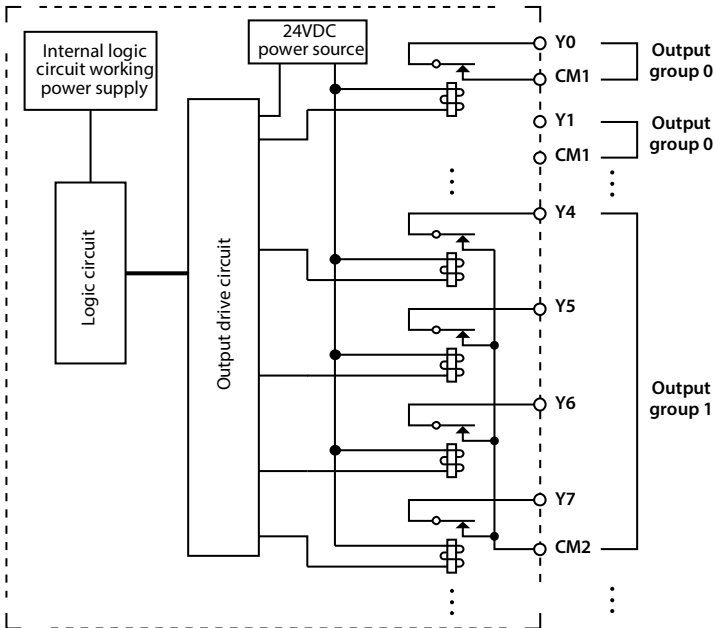 Internal logic
circuit working
power supply
24VDC
power source
Logic circuit
Output drive circuit
Y0
CM1
Output
group 0
Y1
CM1
Output
group 0
Y4
Y5
Y6
Y7
CM2
Output
group 1